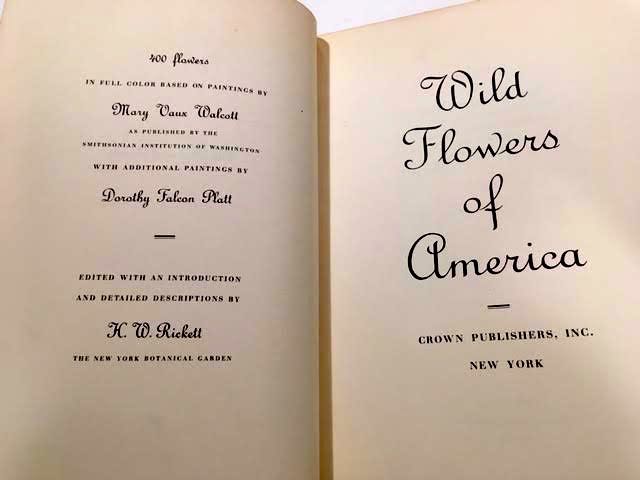 400 flowers
IN FULL COLOR BASED ON PAINTINGS BY
Mary Vaux Walcott
AS PUBLISHED BY THE
SMITHSONIAN INSTITUTION OF WASHINGTON
WITH ADDITIONAL PAINTINGS BY
Dorothy Falcon Platt
EDITED WITH AN INTRODUCTION
AND DETAILED DESCRIPTIONS BY
H. W. Rickett
THE NEW YORK BOTANICAL GARDEN
Wild
Flowers
of
America
CROWN PUBLISHERS, INC.
NEW YORK